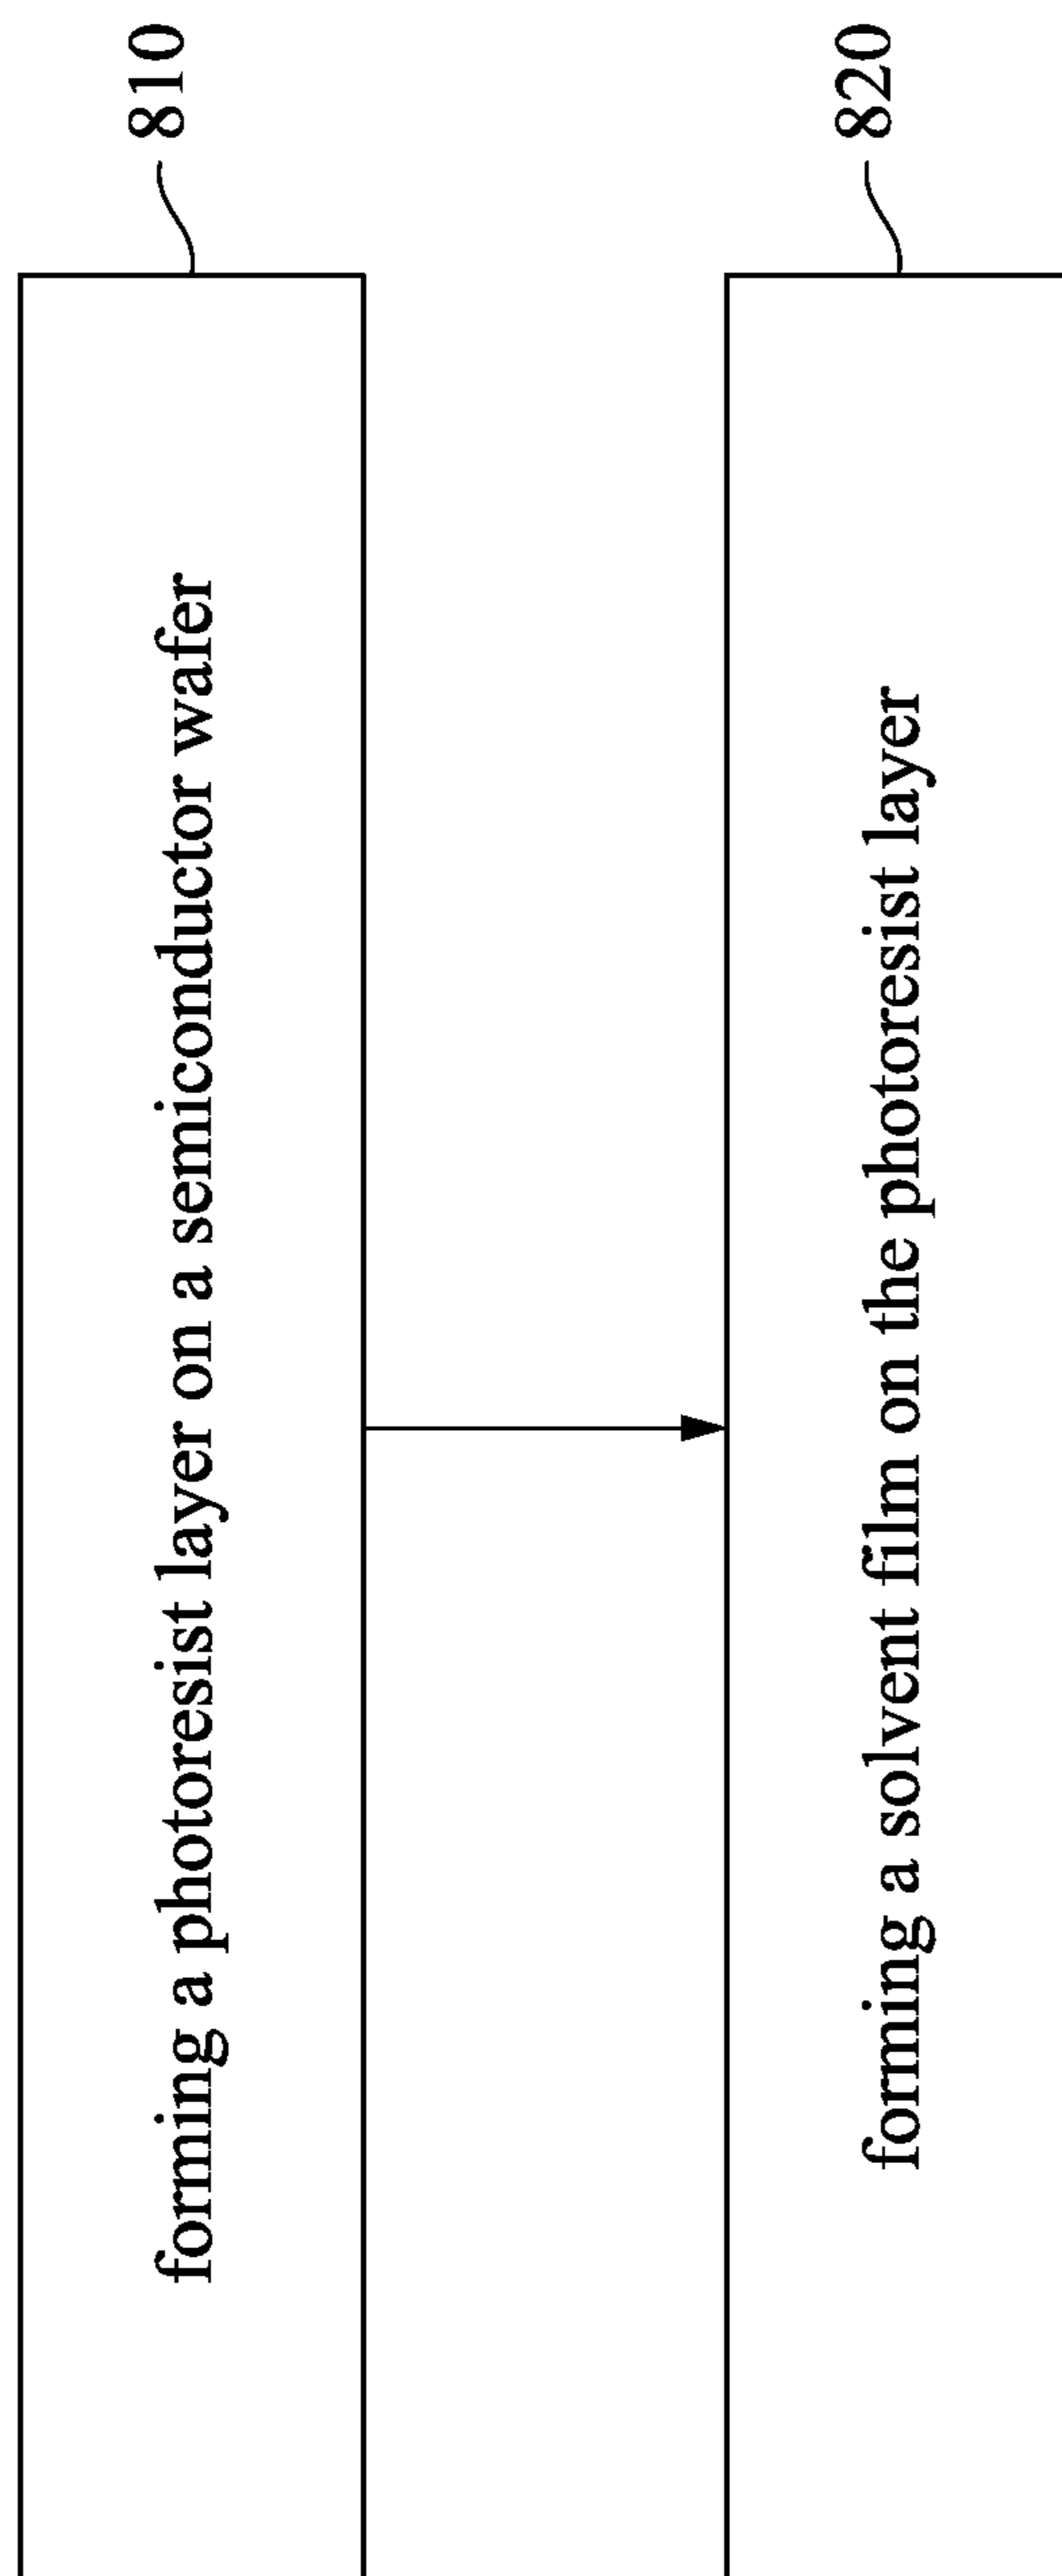 forming a photoresist layer on a semiconductor wafer
810
forming a solvent film on the photoresist layer
820